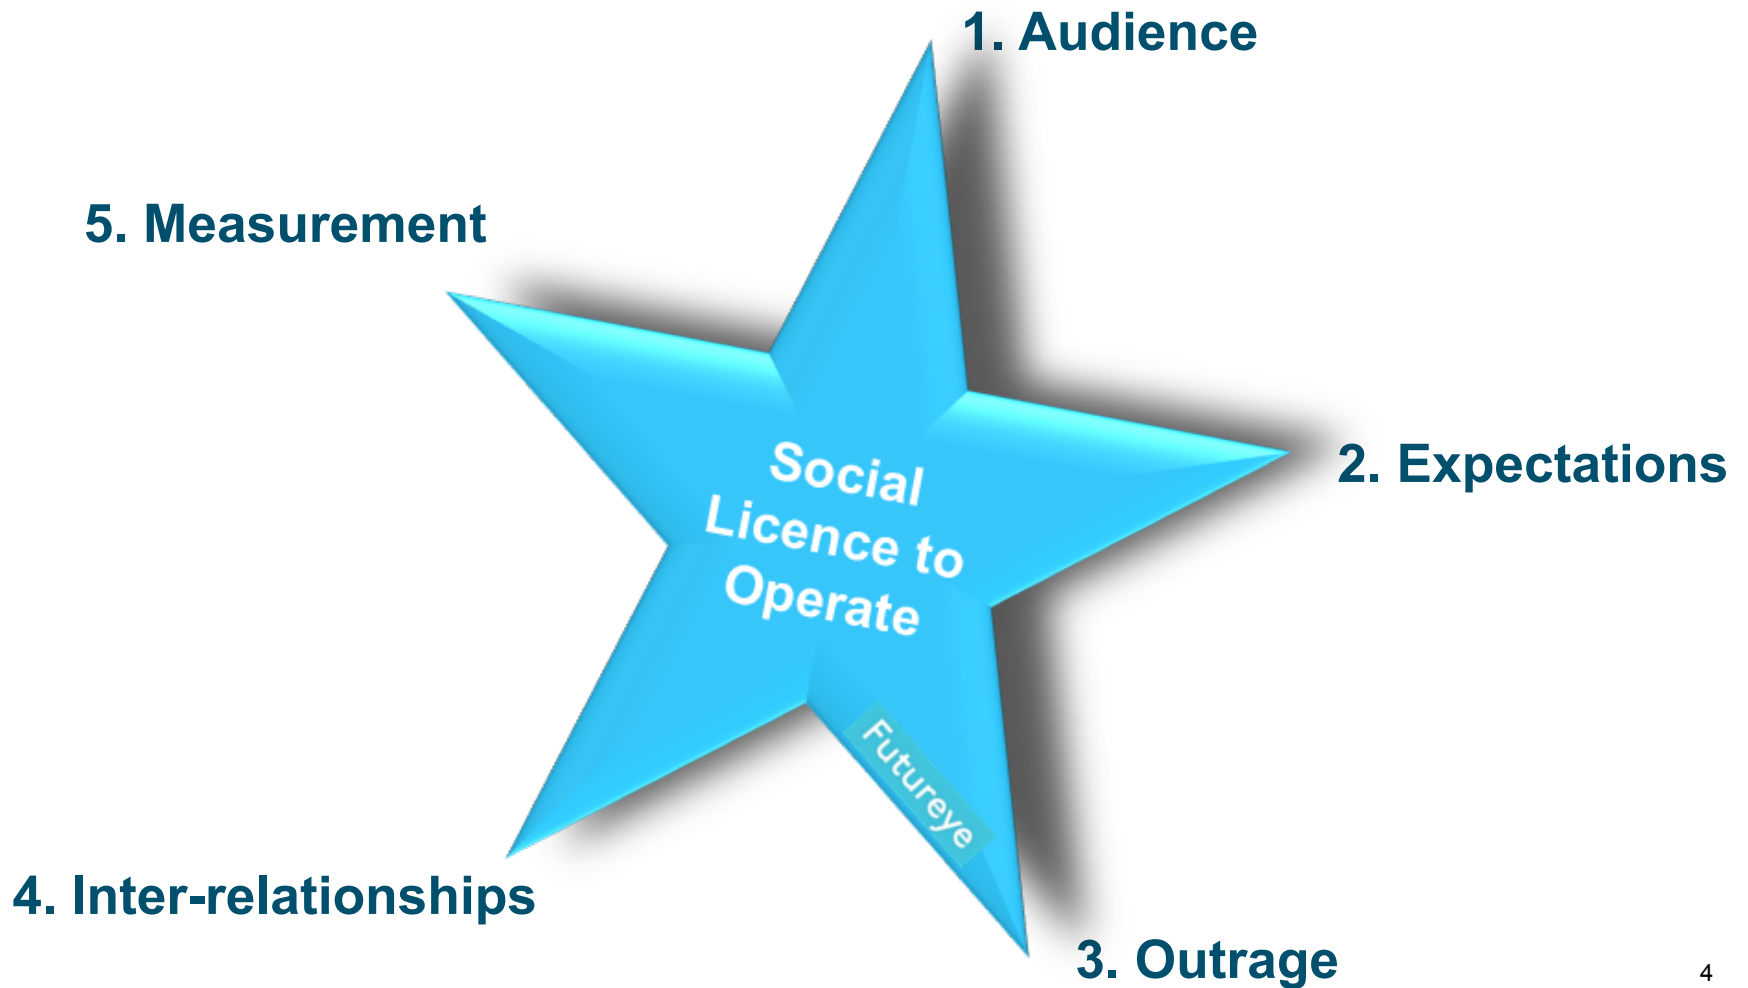 1. Audience
5. Measurement
2. Expectations
Social
Licence to
Operate
Futureye
4. Inter-relationships
3. Outrage
4